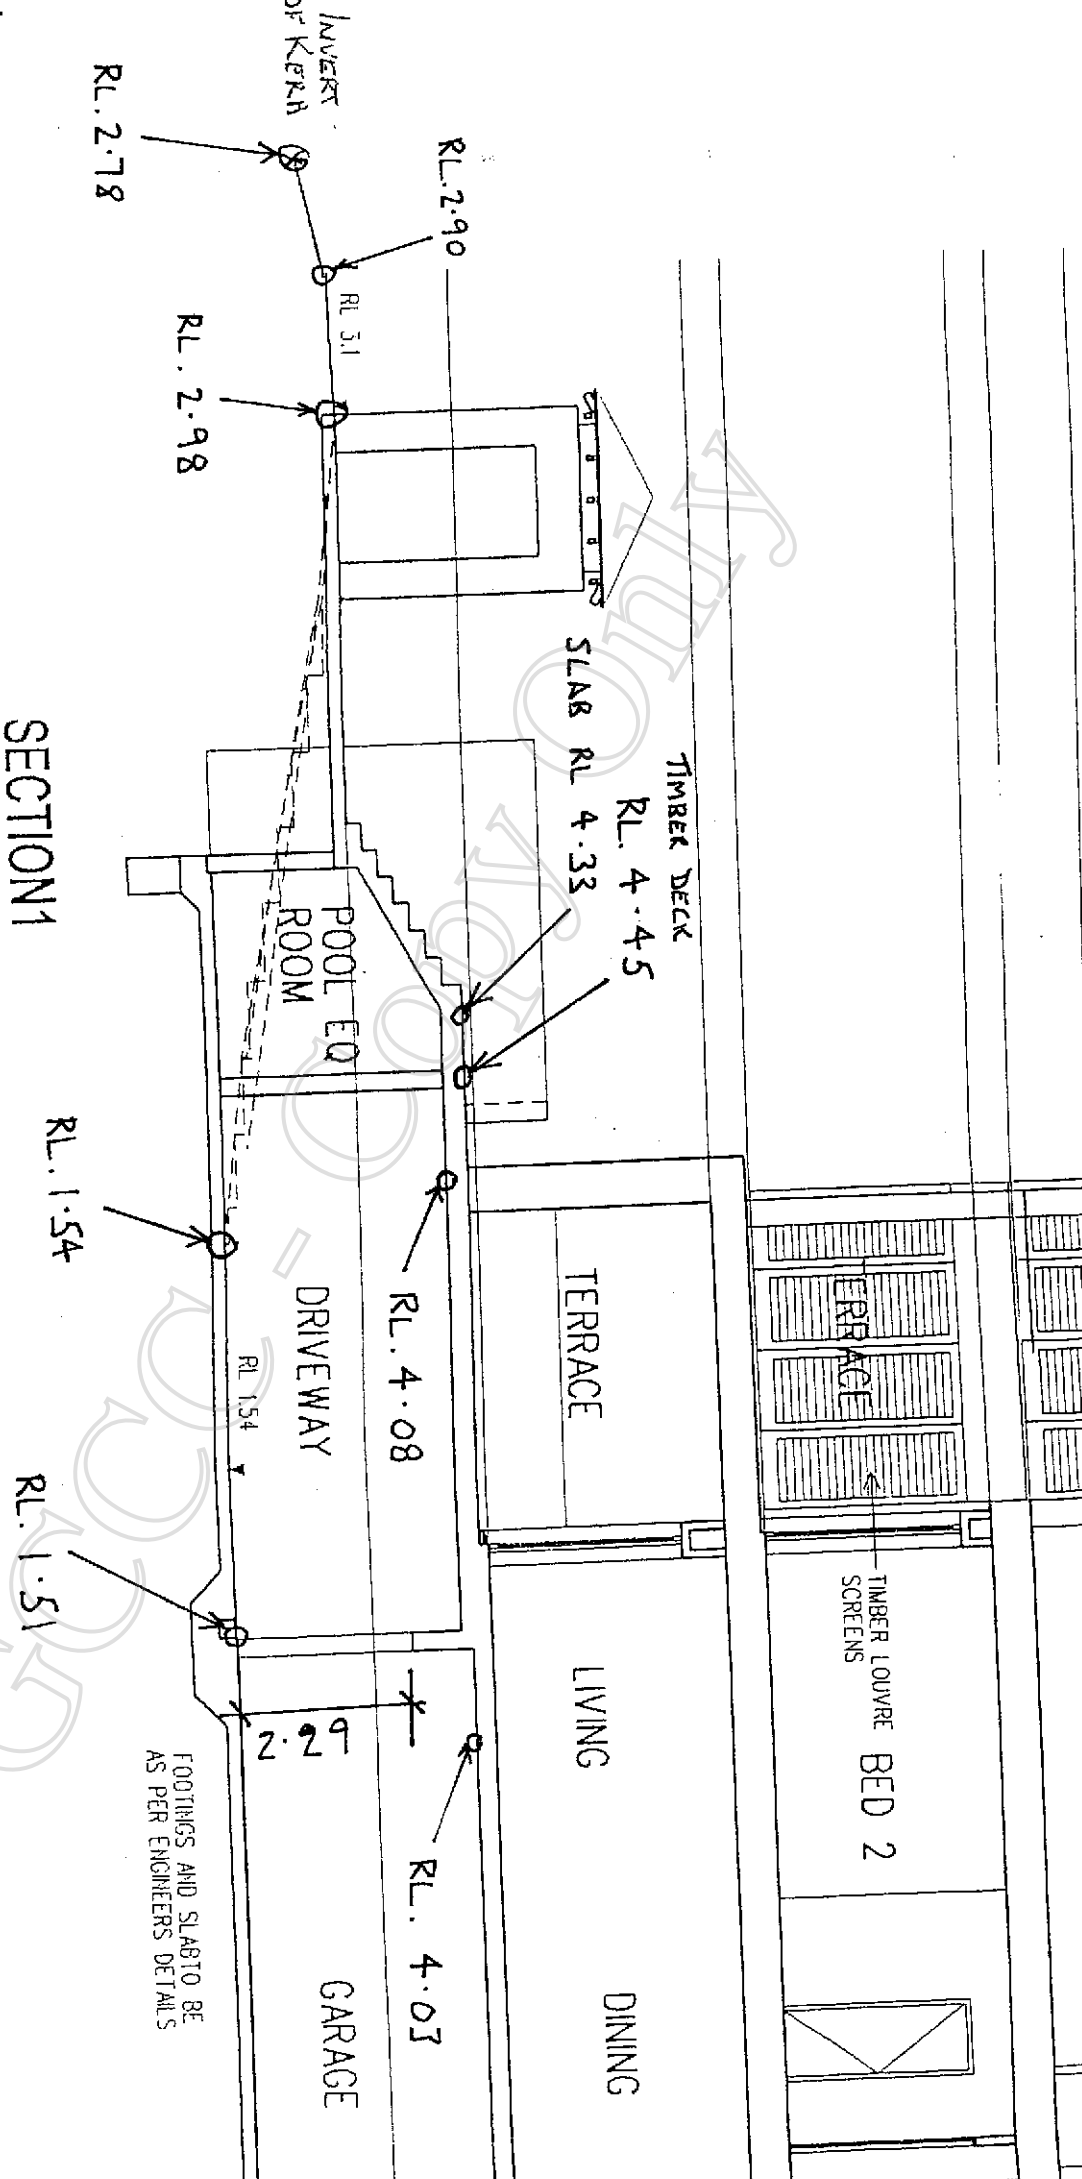 INVERT
OF KERB
RL. 2.78
RL. 2.90
RL 3.1
RL. 2.98
TIMBER DECK
RL. 4.45
SLAB RL 4.33
POOL EQ
ROOM
RL. 1.54
RL. 4.08
DRIVEWAY
RL 1.54
RL. 1.51
TERRACE
TERRACE
TIMBER LOUVRE
SCREENS
BED 2
LIVING
DINING
2.29
RL. 4.03
GARAGE
FOOTINGS AND SLABTO BE
AS PER ENGINEERS DETAILS
SECTION1
GCCC - Copy Only